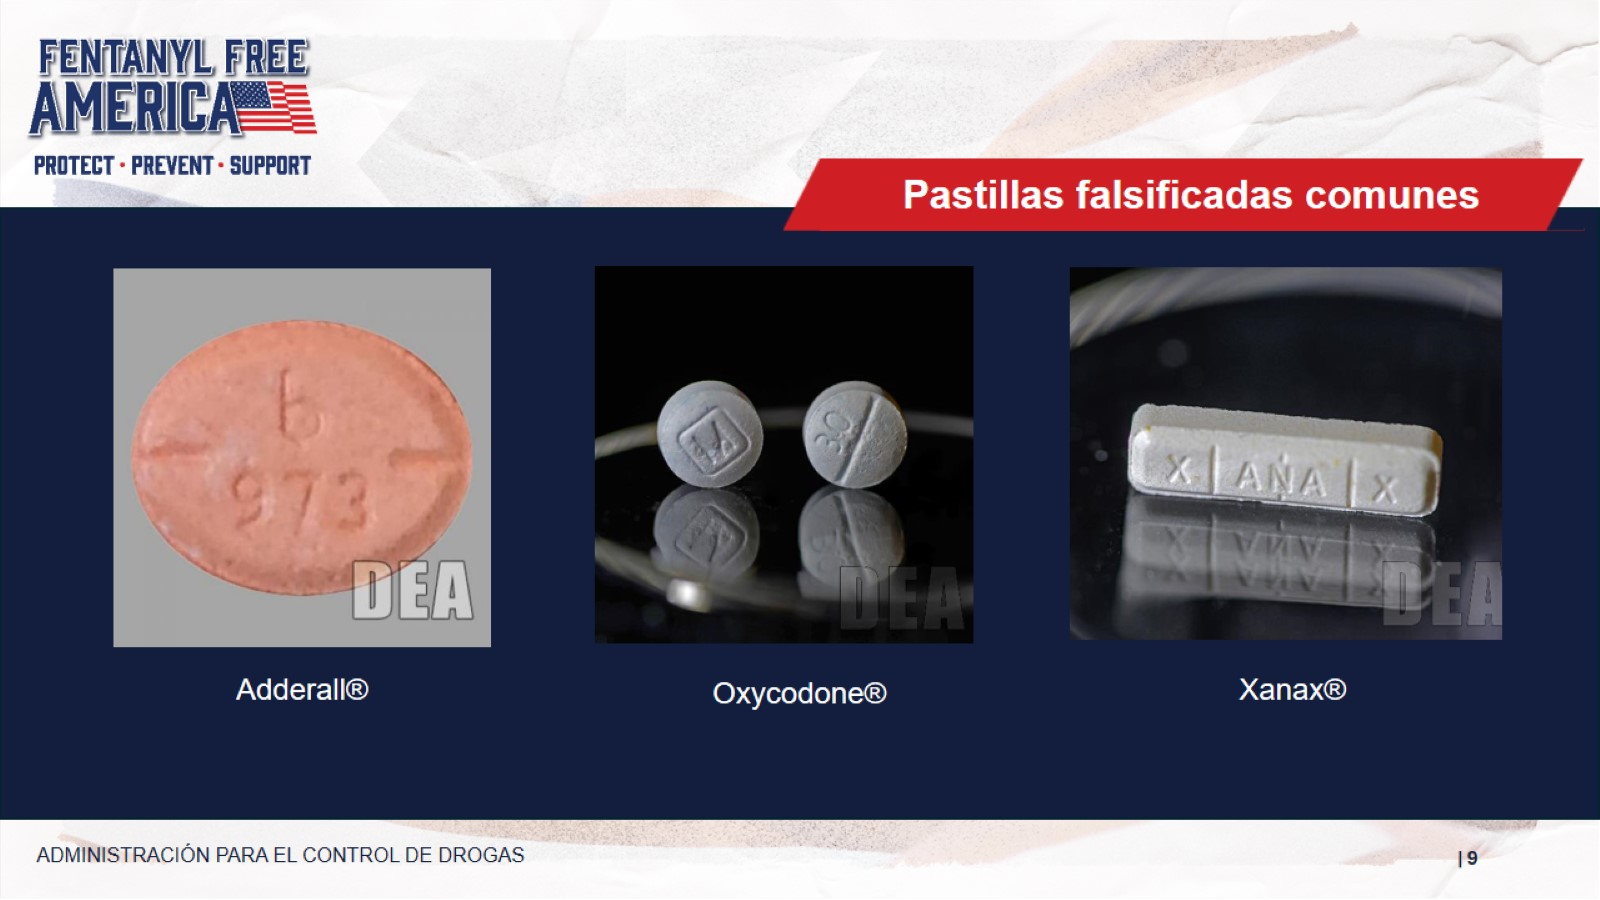 FENTANYL FREE
AMERICA
PROTECT · PREVENT · SUPPORT
Pastillas falsificadas comunes
b
973
DEA
M
30
DEA
X ANA X
DEA
Adderall®
Oxycodone®
Xanax®
ADMINISTRACIÓN PARA EL CONTROL DE DROGAS
| 9